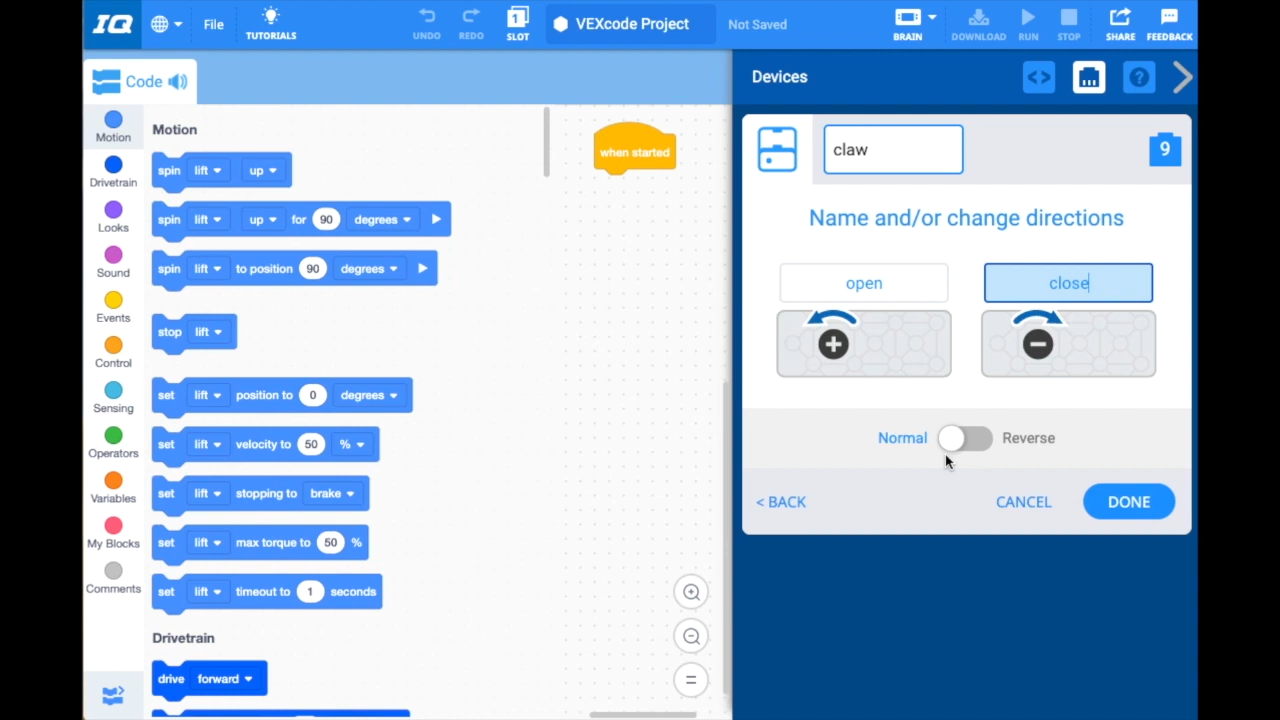 IQ
File
TUTORIALS
UNDO
REDO
1
SLOT
VEXcode Project
Not Saved
BRAIN
DOWNLOAD
RUN
STOP
SHARE
FEEDBACK
Code
Motion
Drivetrain
Looks
Sound
Events
Control
Sensing
Operators
Variables
My Blocks
Comments
Motion
spin lift up
spin lift up for 90 degrees
spin lift to position 90 degrees
stop lift
set lift position to 0 degrees
set lift velocity to 50 %
set lift stopping to brake
set lift max torque to 50 %
set lift timeout to 1 seconds
Drivetrain
drive forward
when started
Devices
<>
?
claw
9
Name and/or change directions
open
close
+
−
Normal
Reverse
< BACK
CANCEL
DONE